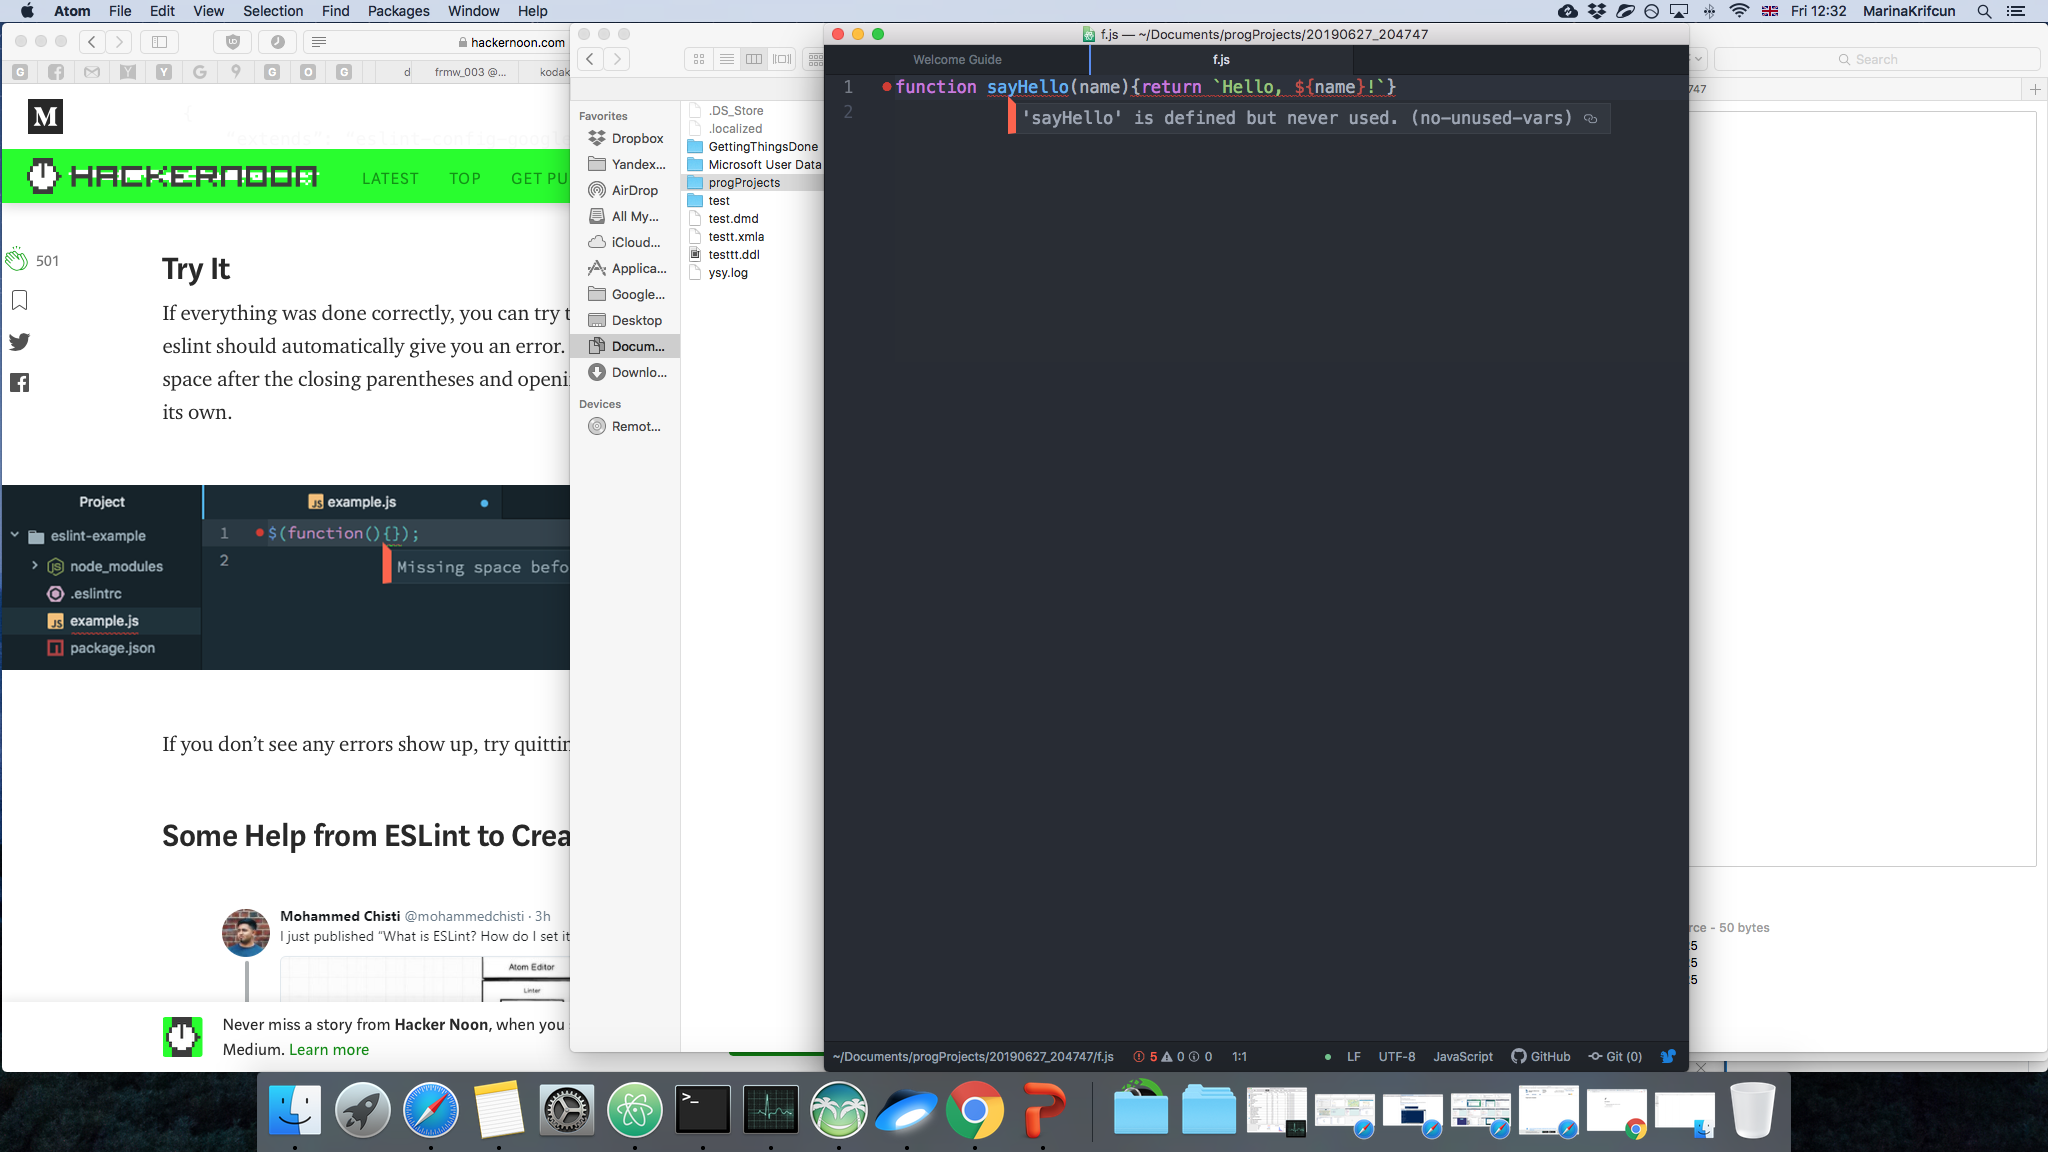 Atom File Edit View Selection Find Packages Window Help
Fri 12:32 MarinaKrifcun
hackernoon.com
frmw_003 @...
kodak
M
HACKERNOON
LATEST TOP GET PU
501
Try It
If everything was done correctly, you can try t
eslint should automatically give you an error.
space after the closing parentheses and openi
its own.
Project
eslint-example
node_modules
.eslintrc
example.js
package.json
example.js
1 $(function(){});
2
Missing space befo
If you don’t see any errors show up, try quittin
Some Help from ESLint to Crea
Mohammed Chisti @mohammedchisti · 3h
I just published “What is ESLint? How do I set it
Atom Editor
Linter
Never miss a story from Hacker Noon, when you
Medium. Learn more
Favorites
Dropbox
Yandex...
AirDrop
All My...
iCloud...
Applica...
Google...
Desktop
Docum...
Downlo...
Devices
Remot...
.DS_Store
.localized
GettingThingsDone
Microsoft User Data
progProjects
test
test.dmd
testt.xmla
testtt.ddl
ysy.log
f.js — ~/Documents/progProjects/20190627_204747
Welcome Guide
f.js
1 function sayHello(name){return `Hello, ${name}!`}
2
'sayHello' is defined but never used. (no-unused-vars)
~/Documents/progProjects/20190627_204747/f.js 5 0 0 1:1 LF UTF-8 JavaScript GitHub Git (0)
Search
747
rce - 50 bytes
5
5
5